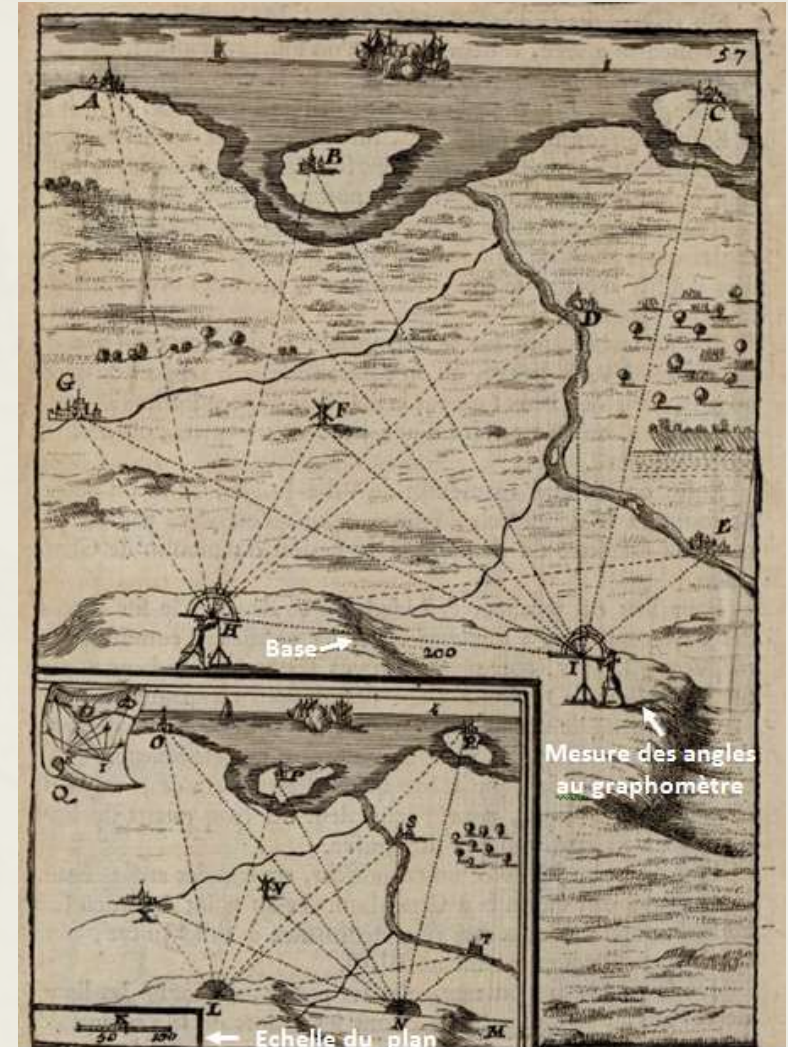 57
A
C
B
D
G
F
E
H
Base
200
I
Mesure des angles
au graphomètre
O
R
P
I
Q
S
V
X
T
L
N
M
K
50 100
Echelle du plan